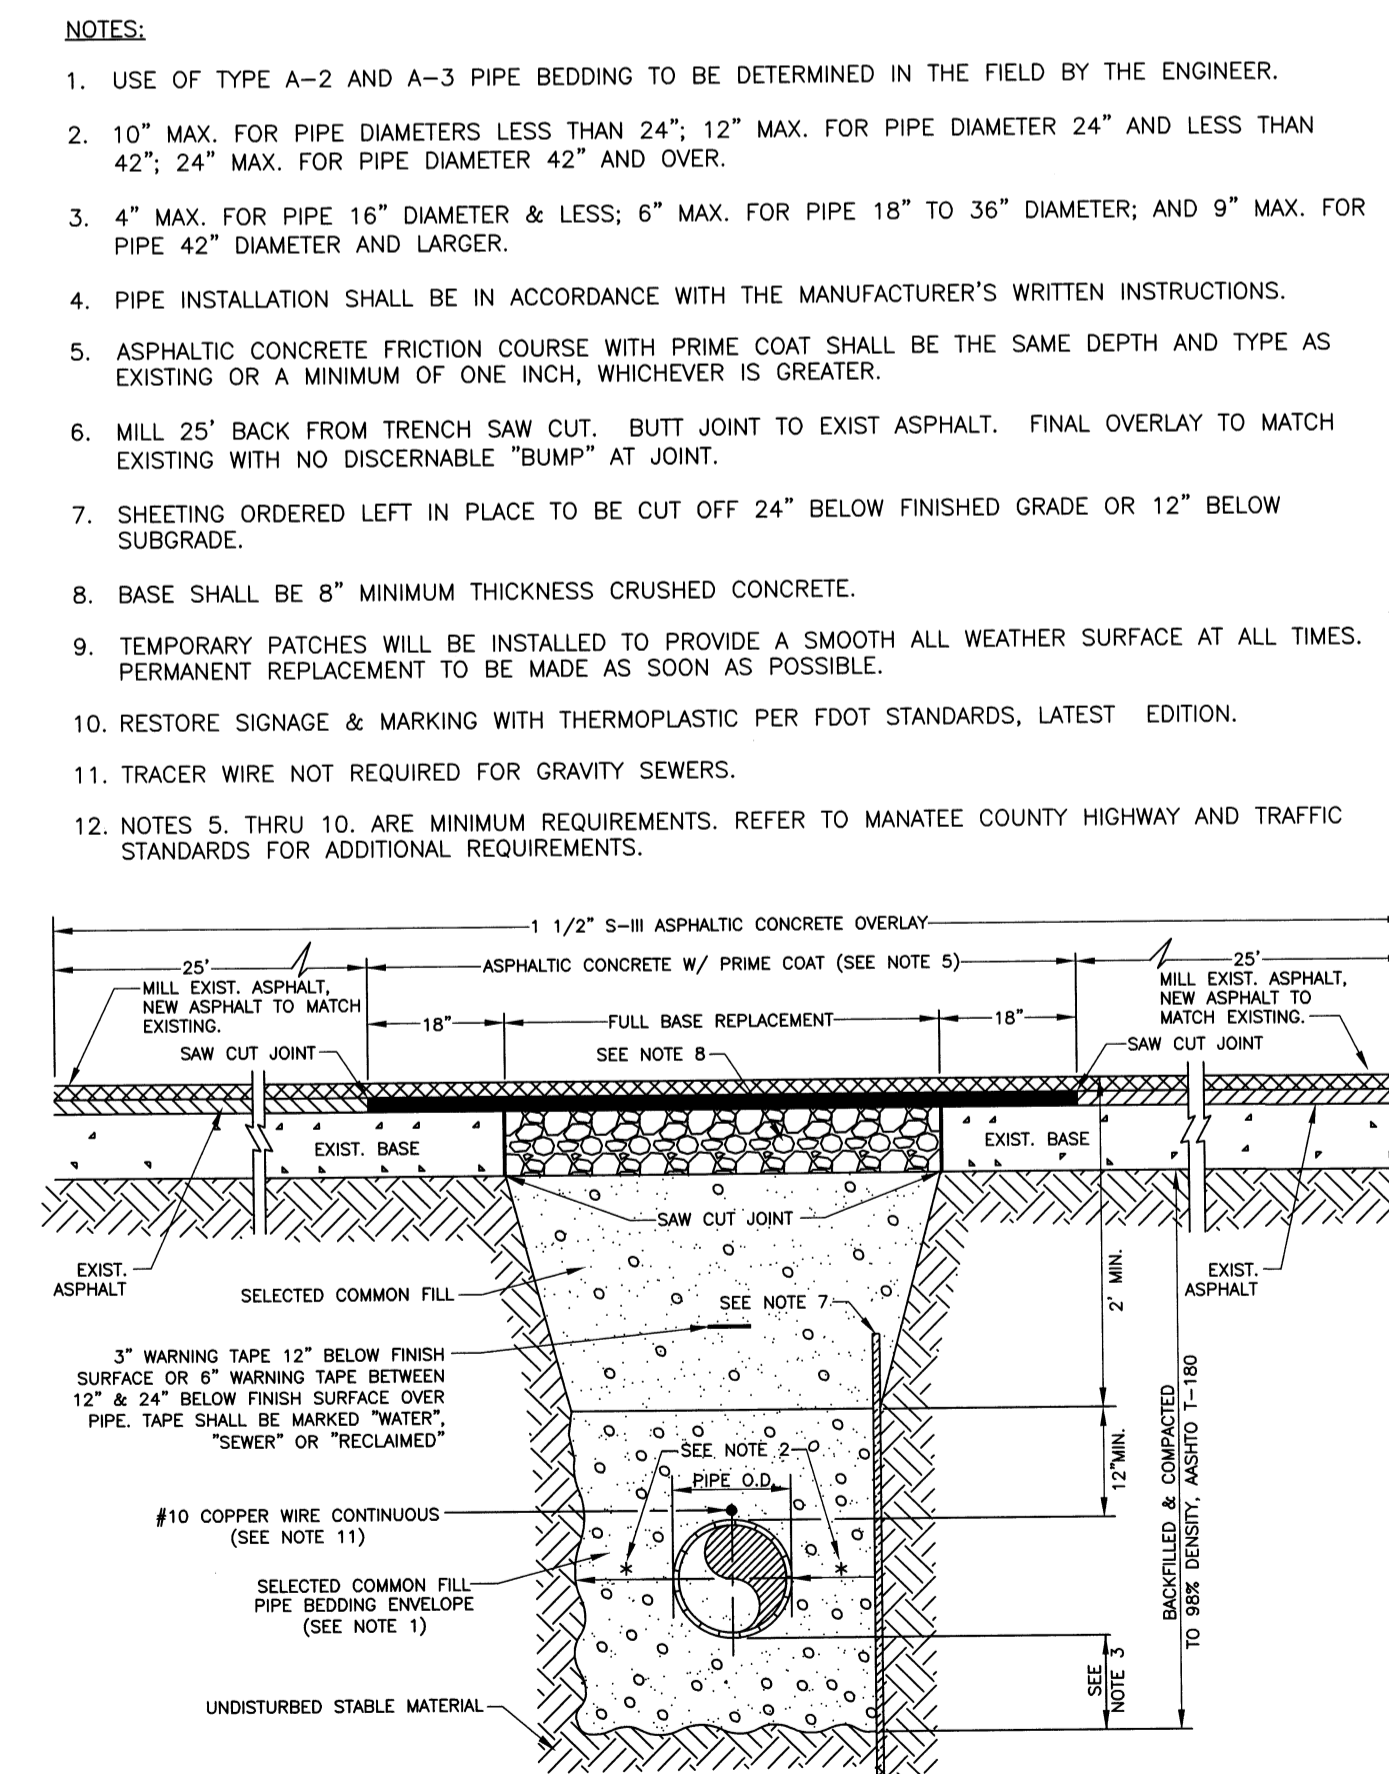 NOTES:
1. USE OF TYPE A-2 AND A-3 PIPE BEDDING TO BE DETERMINED IN THE FIELD BY THE ENGINEER.
2. 10" MAX. FOR PIPE DIAMETERS LESS THAN 24"; 12" MAX. FOR PIPE DIAMETER 24" AND LESS THAN
42"; 24" MAX. FOR PIPE DIAMETER 42" AND OVER.
3. 4" MAX. FOR PIPE 16" DIAMETER & LESS; 6" MAX. FOR PIPE 18" TO 36" DIAMETER; AND 9" MAX. FOR
PIPE 42" DIAMETER AND LARGER.
4. PIPE INSTALLATION SHALL BE IN ACCORDANCE WITH THE MANUFACTURER'S WRITTEN INSTRUCTIONS.
5. ASPHALTIC CONCRETE FRICTION COURSE WITH PRIME COAT SHALL BE THE SAME DEPTH AND TYPE AS
EXISTING OR A MINIMUM OF ONE INCH, WHICHEVER IS GREATER.
6. MILL 25' BACK FROM TRENCH SAW CUT. BUTT JOINT TO EXIST ASPHALT. FINAL OVERLAY TO MATCH
EXISTING WITH NO DISCERNABLE "BUMP" AT JOINT.
7. SHEETING ORDERED LEFT IN PLACE TO BE CUT OFF 24" BELOW FINISHED GRADE OR 12" BELOW
SUBGRADE.
8. BASE SHALL BE 8" MINIMUM THICKNESS CRUSHED CONCRETE.
9. TEMPORARY PATCHES WILL BE INSTALLED TO PROVIDE A SMOOTH ALL WEATHER SURFACE AT ALL TIMES.
PERMANENT REPLACEMENT TO BE MADE AS SOON AS POSSIBLE.
10. RESTORE SIGNAGE & MARKING WITH THERMOPLASTIC PER FDOT STANDARDS, LATEST EDITION.
11. TRACER WIRE NOT REQUIRED FOR GRAVITY SEWERS.
12. NOTES 5. THRU 10. ARE MINIMUM REQUIREMENTS. REFER TO MANATEE COUNTY HIGHWAY AND TRAFFIC
STANDARDS FOR ADDITIONAL REQUIREMENTS.
1 1/2" S-III ASPHALTIC CONCRETE OVERLAY
25'
ASPHALTIC CONCRETE W/ PRIME COAT (SEE NOTE 5)
25'
MILL EXIST. ASPHALT,
NEW ASPHALT TO MATCH
EXISTING.
MILL EXIST. ASPHALT,
NEW ASPHALT TO
MATCH EXISTING.
18"
FULL BASE REPLACEMENT
18"
SAW CUT JOINT
SEE NOTE 8
SAW CUT JOINT
EXIST. BASE
EXIST. BASE
SAW CUT JOINT
EXIST.
ASPHALT
EXIST.
ASPHALT
SELECTED COMMON FILL
SEE NOTE 7
2' MIN.
3" WARNING TAPE 12" BELOW FINISH
SURFACE OR 6" WARNING TAPE BETWEEN
12" & 24" BELOW FINISH SURFACE OVER
PIPE. TAPE SHALL BE MARKED "WATER",
"SEWER" OR "RECLAIMED"
SEE NOTE 2
PIPE O.D.
12"MIN.
BACKFILLED & COMPACTED
TO 98% DENSITY, AASHTO T-180
#10 COPPER WIRE CONTINUOUS
(SEE NOTE 11)
* *
SELECTED COMMON FILL
PIPE BEDDING ENVELOPE
(SEE NOTE 1)
SEE
NOTE 3
UNDISTURBED STABLE MATERIAL